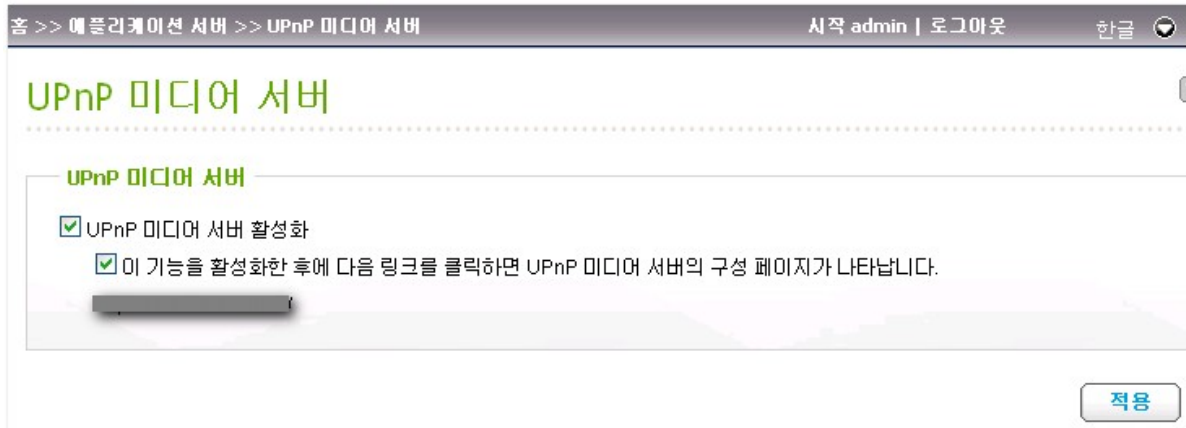 홈 >> 애플리케이션 서버 >> UPnP 미디어 서버 시작 admin | 로그아웃 한글
UPnP 미디어 서버
UPnP 미디어 서버
UPnP 미디어 서버 활성화
이 기능을 활성화한 후에 다음 링크를 클릭하면 UPnP 미디어 서버의 구성 페이지가 나타납니다.
적용